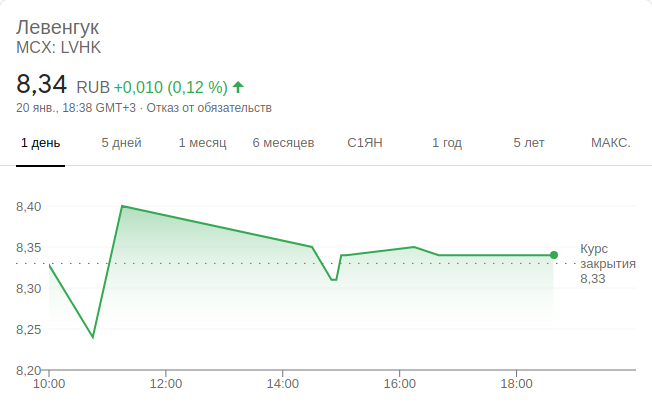 Левенгук
MCX: LVHK
8,34 RUB +0,010 (0,12 %)
20 янв., 18:38 GMT+3 · Отказ от обязательств
1 день 5 дней 1 месяц 6 месяцев С1ЯН 1 год 5 лет МАКС.
8,40
8,35
8,30
8,25
8,20
Курс
закрытия
8,33
10:00 12:00 14:00 16:00 18:00